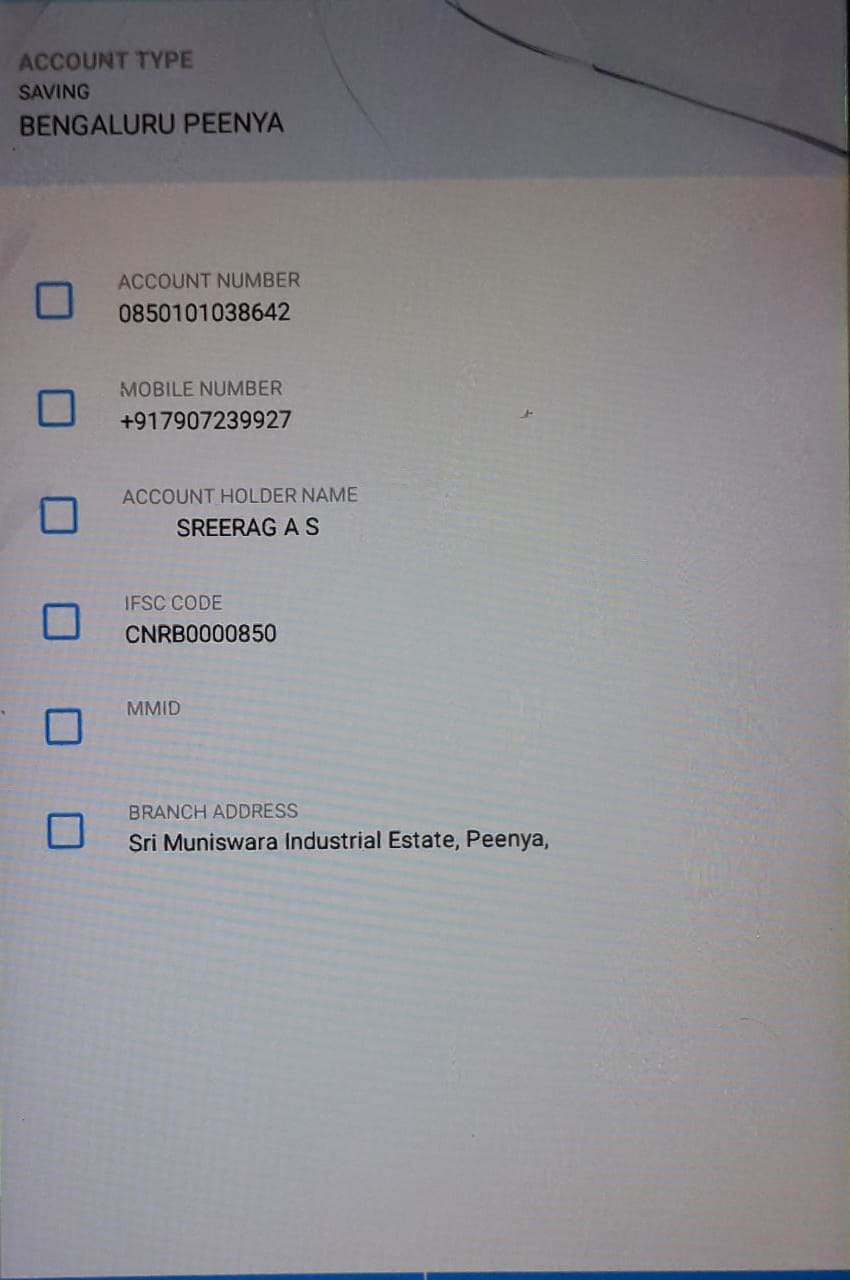 ACCOUNT TYPE
SAVING
BENGALURU PEENYA
ACCOUNT NUMBER
0850101038642
MOBILE NUMBER
+917907239927
ACCOUNT HOLDER NAME
SREERAG A S
IFSC CODE
CNRB0000850
MMID
BRANCH ADDRESS
Sri Muniswara Industrial Estate, Peenya,